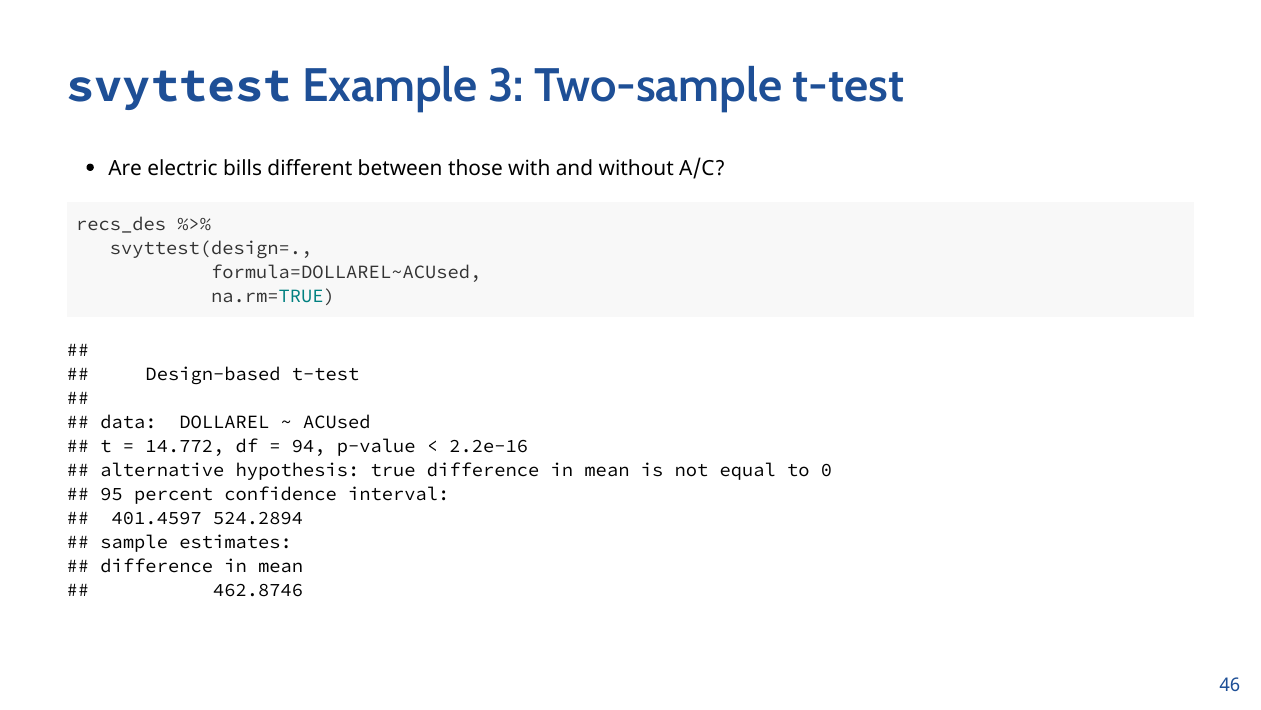 svyttest Example 3: Two-sample t-test
• Are electric bills different between those with and without A/C?
recs_des %>%
   svyttest(design=.,
            formula=DOLLAREL~ACUsed,
            na.rm=TRUE)
##
##     Design-based t-test
##
## data:  DOLLAREL ~ ACUsed
## t = 14.772, df = 94, p-value < 2.2e-16
## alternative hypothesis: true difference in mean is not equal to 0
## 95 percent confidence interval:
##  401.4597 524.2894
## sample estimates:
## difference in mean
##           462.8746
46